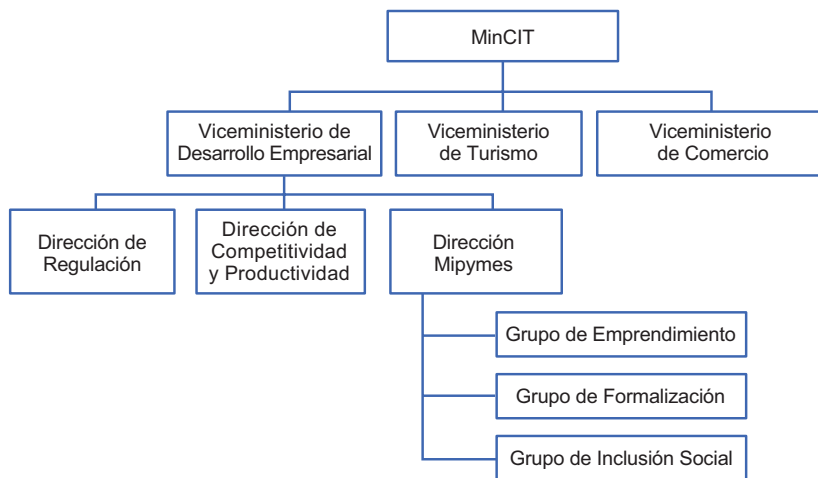 MinCIT
Viceministerio de
Desarrollo Empresarial
Viceministerio
de Turismo
Viceministerio
de Comercio
Dirección de
Regulación
Dirección de
Competitividad
y Productividad
Dirección
Mipymes
Grupo de Emprendimiento
Grupo de Formalización
Grupo de Inclusión Social